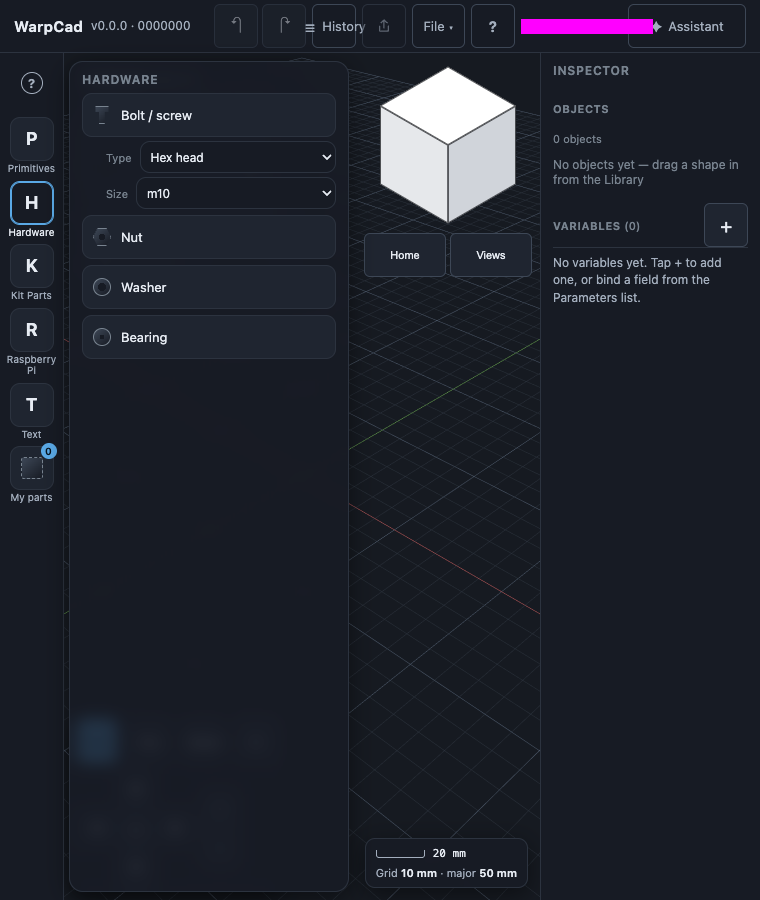 WarpCad v0.0.0 · 0000000
History
File
?
Assistant
?
P
Primitives
H
Hardware
K
Kit Parts
R
Raspberry
Pi
T
Text
0
My parts
HARDWARE
Bolt / screw
Type Hex head
Size m10
Nut
Washer
Bearing
Home Views
20 mm
Grid 10 mm · major 50 mm
INSPECTOR
OBJECTS
0 objects
No objects yet — drag a shape in
from the Library
VARIABLES (0) +
No variables yet. Tap + to add
one, or bind a field from the
Parameters list.